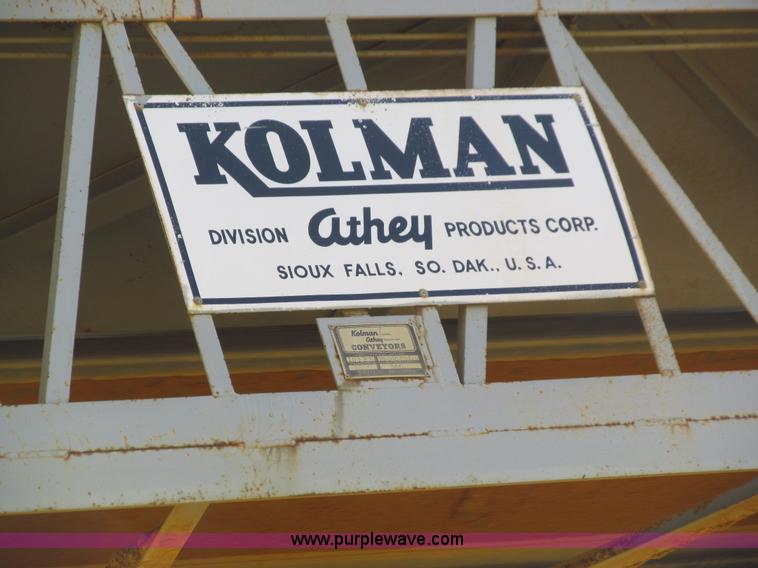 KOLMAN
DIVISION Athey PRODUCTS CORP.
SIOUX FALLS, SO. DAK., U.S.A.
Kolman
Athey
CONVEYORS
www.purplewave.com